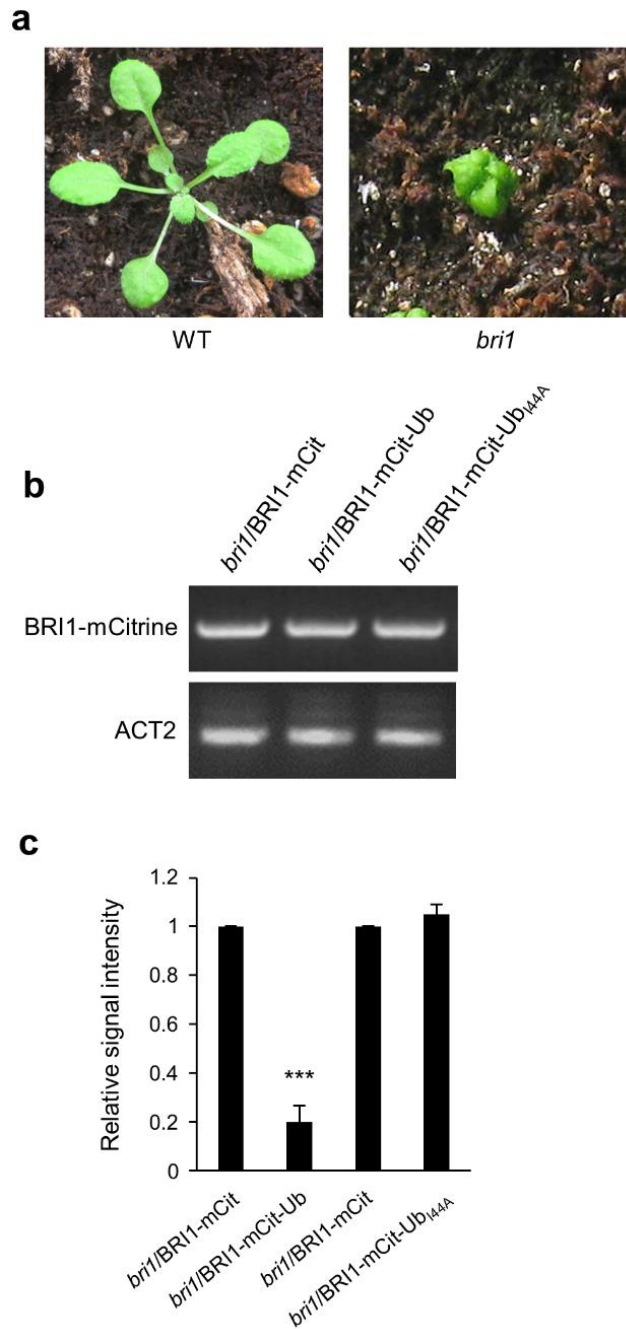 a
WT
bri1
b
bri1/BRI1-mCit
bri1/BRI1-mCit-Ub
bri1/BRI1-mCit-UbI44A
BRI1-mCitrine
ACT2
c
Relative signal intensity
1.2
1
0.8
0.6
0.4
0.2
0
***
bri1/BRI1-mCit
bri1/BRI1-mCit-Ub
bri1/BRI1-mCit
bri1/BRI1-mCit-UbI44A